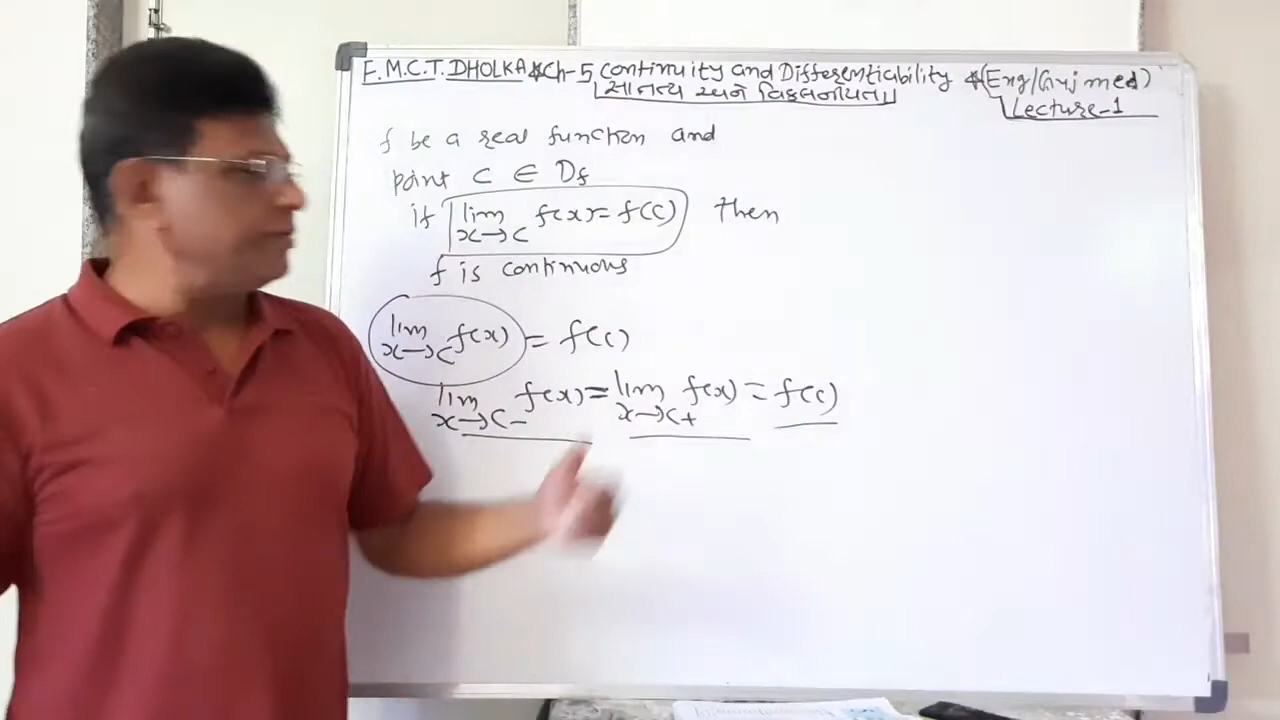 F.M.C.T. DHOLKA * Ch-5 Continuity and Differentiability * (Eng/Guj med)
સાતત્ય અને વિકલનીયતા
Lecture-1
f be a real function and
point c ∈ Df
if lim x→c f(x) = f(c) then
f is continuous
lim x→c f(x) = f(c)
lim x→c- f(x) = lim x→c+ f(x) = f(c)